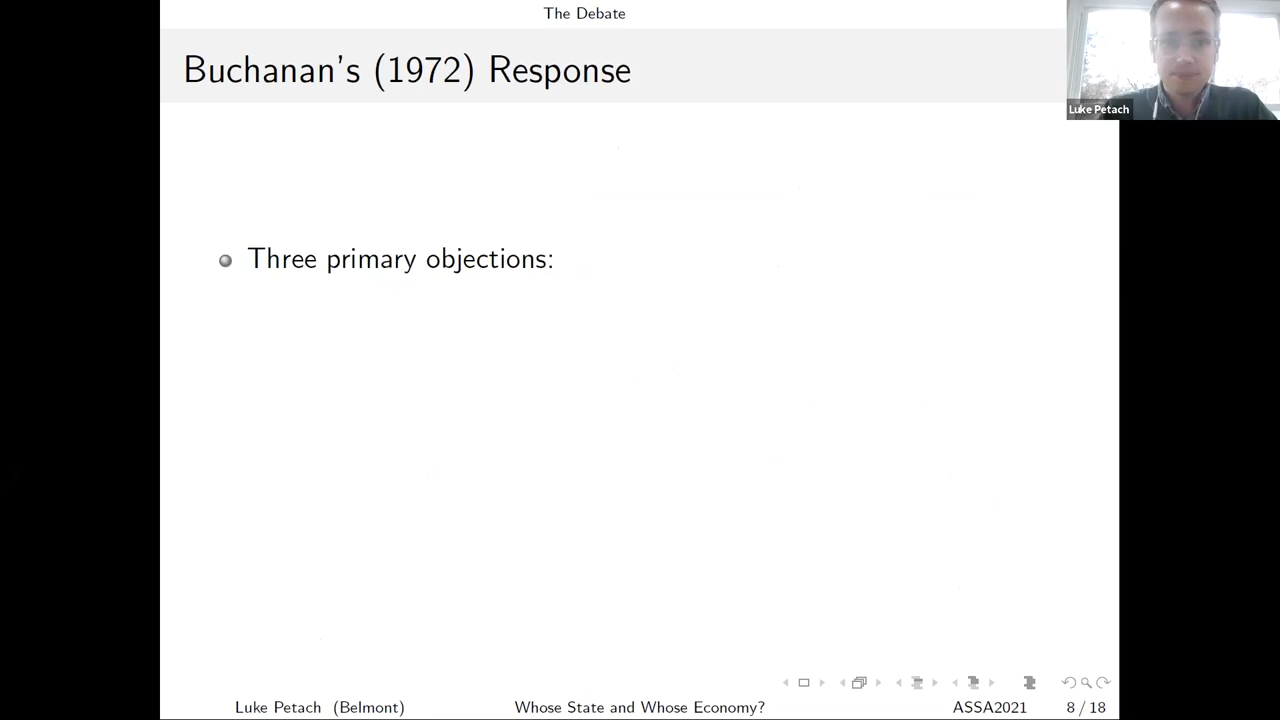 The Debate
Buchanan's (1972) Response
Luke Petach
Three primary objections:
Luke Petach (Belmont)
Whose State and Whose Economy?
ASSA2021
8 / 18